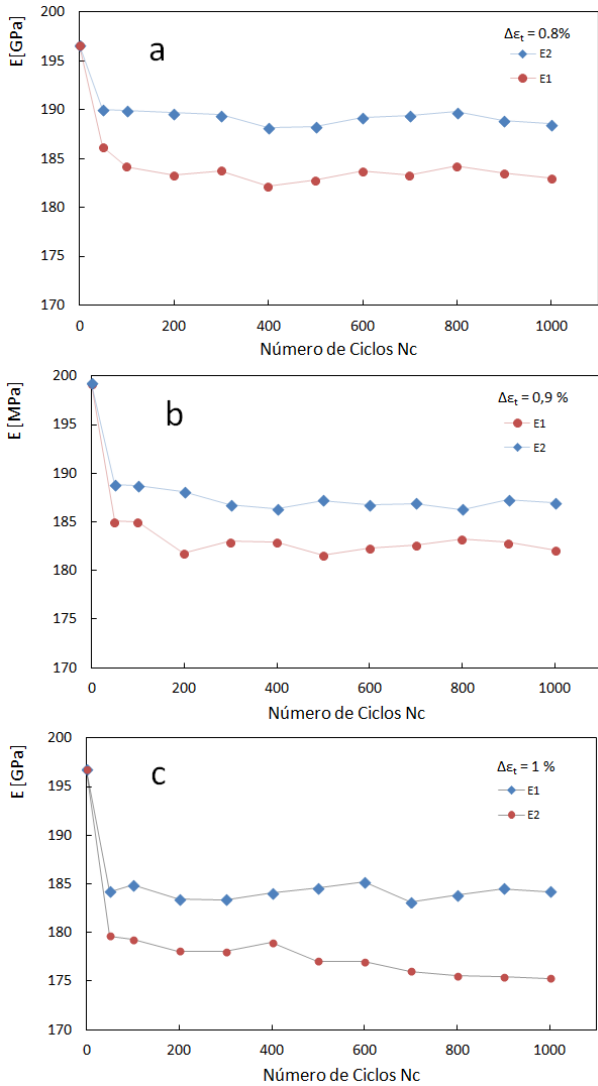 E[GPa]
200
a
Δεt = 0.8%
E2
E1
195
190
185
180
175
170
0 200 400 600 800 1000
Número de Ciclos Nc
E [MPa]
200
b
Δεt = 0,9 %
E1
E2
195
190
185
180
175
170
0 200 400 600 800 1000
Número de Ciclos Nc
E [GPa]
200
c
Δεt = 1 %
E1
E2
195
190
185
180
175
170
0 200 400 600 800 1000
Número de Ciclos Nc